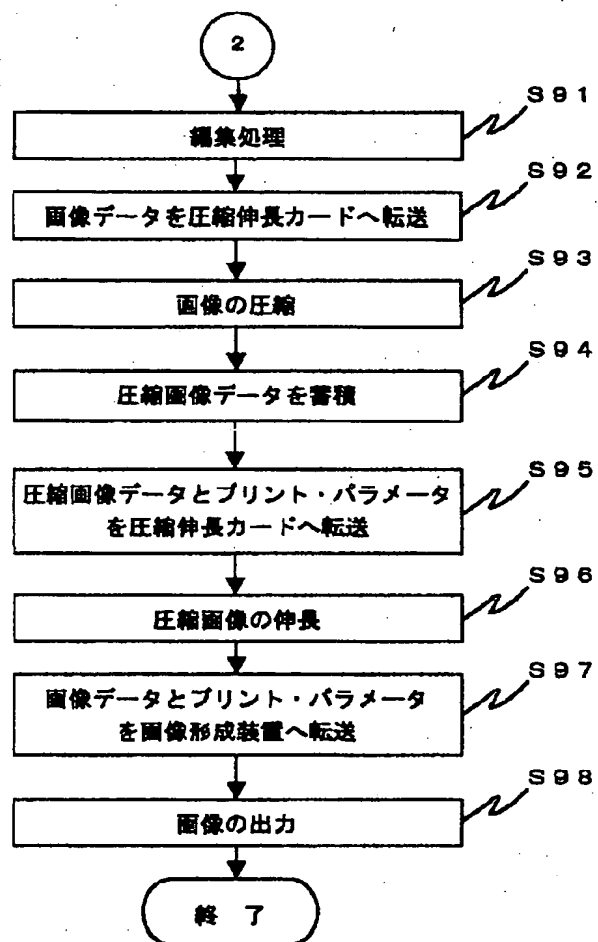 2
S91
編集処理
S92
画像データを圧縮伸長カードへ転送
S93
画像の圧縮
S94
圧縮画像データを蓄積
S95
圧縮画像データとプリント・パラメータ
を圧縮伸長カードへ転送
S96
圧縮画像の伸長
S97
画像データとプリント・パラメータ
を画像形成装置へ転送
S98
画像の出力
終 了